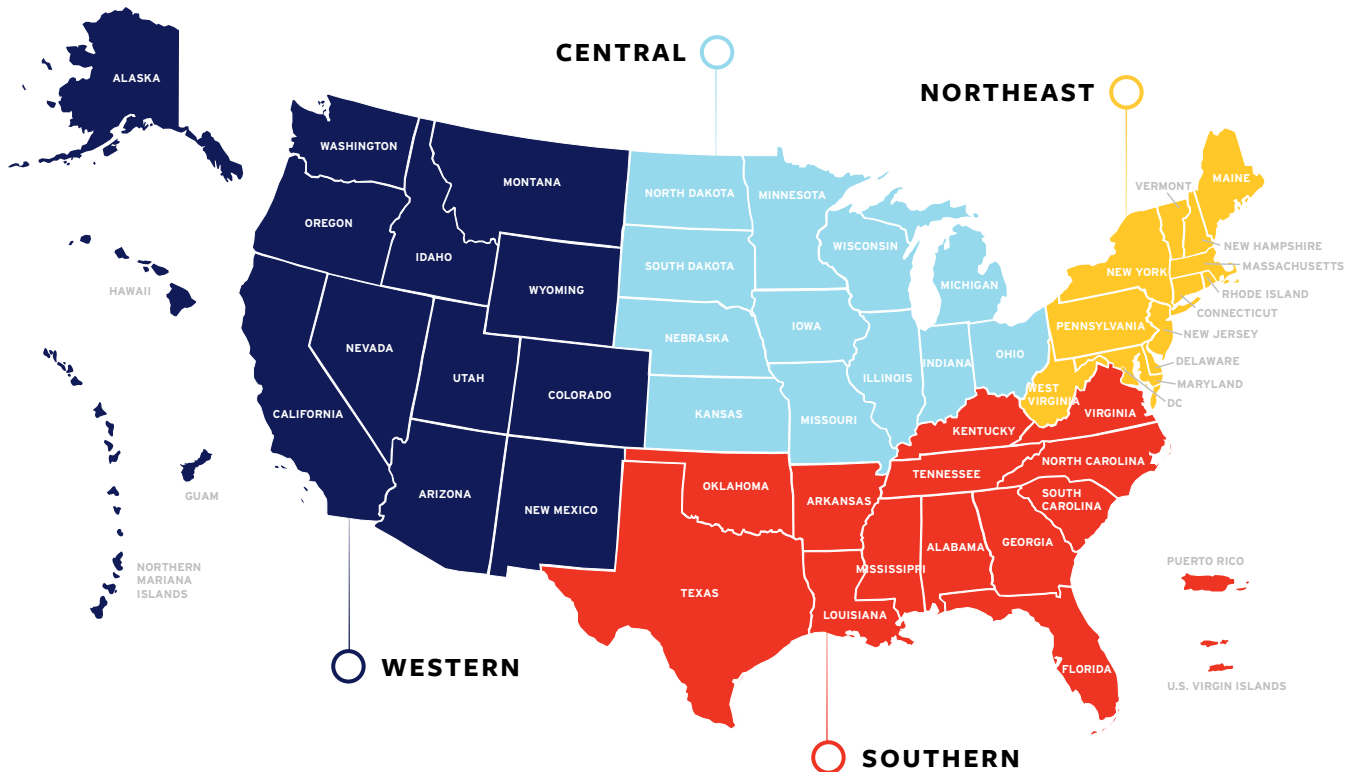 CENTRAL
ALASKA
NORTHEAST
WASHINGTON
MONTANA
NORTH DAKOTA
MINNESOTA
VERMONT
MAINE
OREGON
IDAHO
WISCONSIN
NEW HAMPSHIRE
SOUTH DAKOTA
NEW YORK
MASSACHUSETTS
HAWAII
WYOMING
MICHIGAN
RHODE ISLAND
CONNECTICUT
IOWA
PENNSYLVANIA
NEW JERSEY
NEVADA
NEBRASKA
OHIO
INDIANA
DELAWARE
UTAH
COLORADO
ILLINOIS
MARYLAND
WEST
VIRGINIA
DC
CALIFORNIA
KANSAS
MISSOURI
VIRGINIA
KENTUCKY
NORTH CAROLINA
TENNESSEE
GUAM
ARIZONA
OKLAHOMA
ARKANSAS
SOUTH
CAROLINA
NEW MEXICO
GEORGIA
ALABAMA
NORTHERN
MARIANA
ISLANDS
MISSISSIPPI
PUERTO RICO
TEXAS
LOUISIANA
WESTERN
FLORIDA
U.S. VIRGIN ISLANDS
SOUTHERN